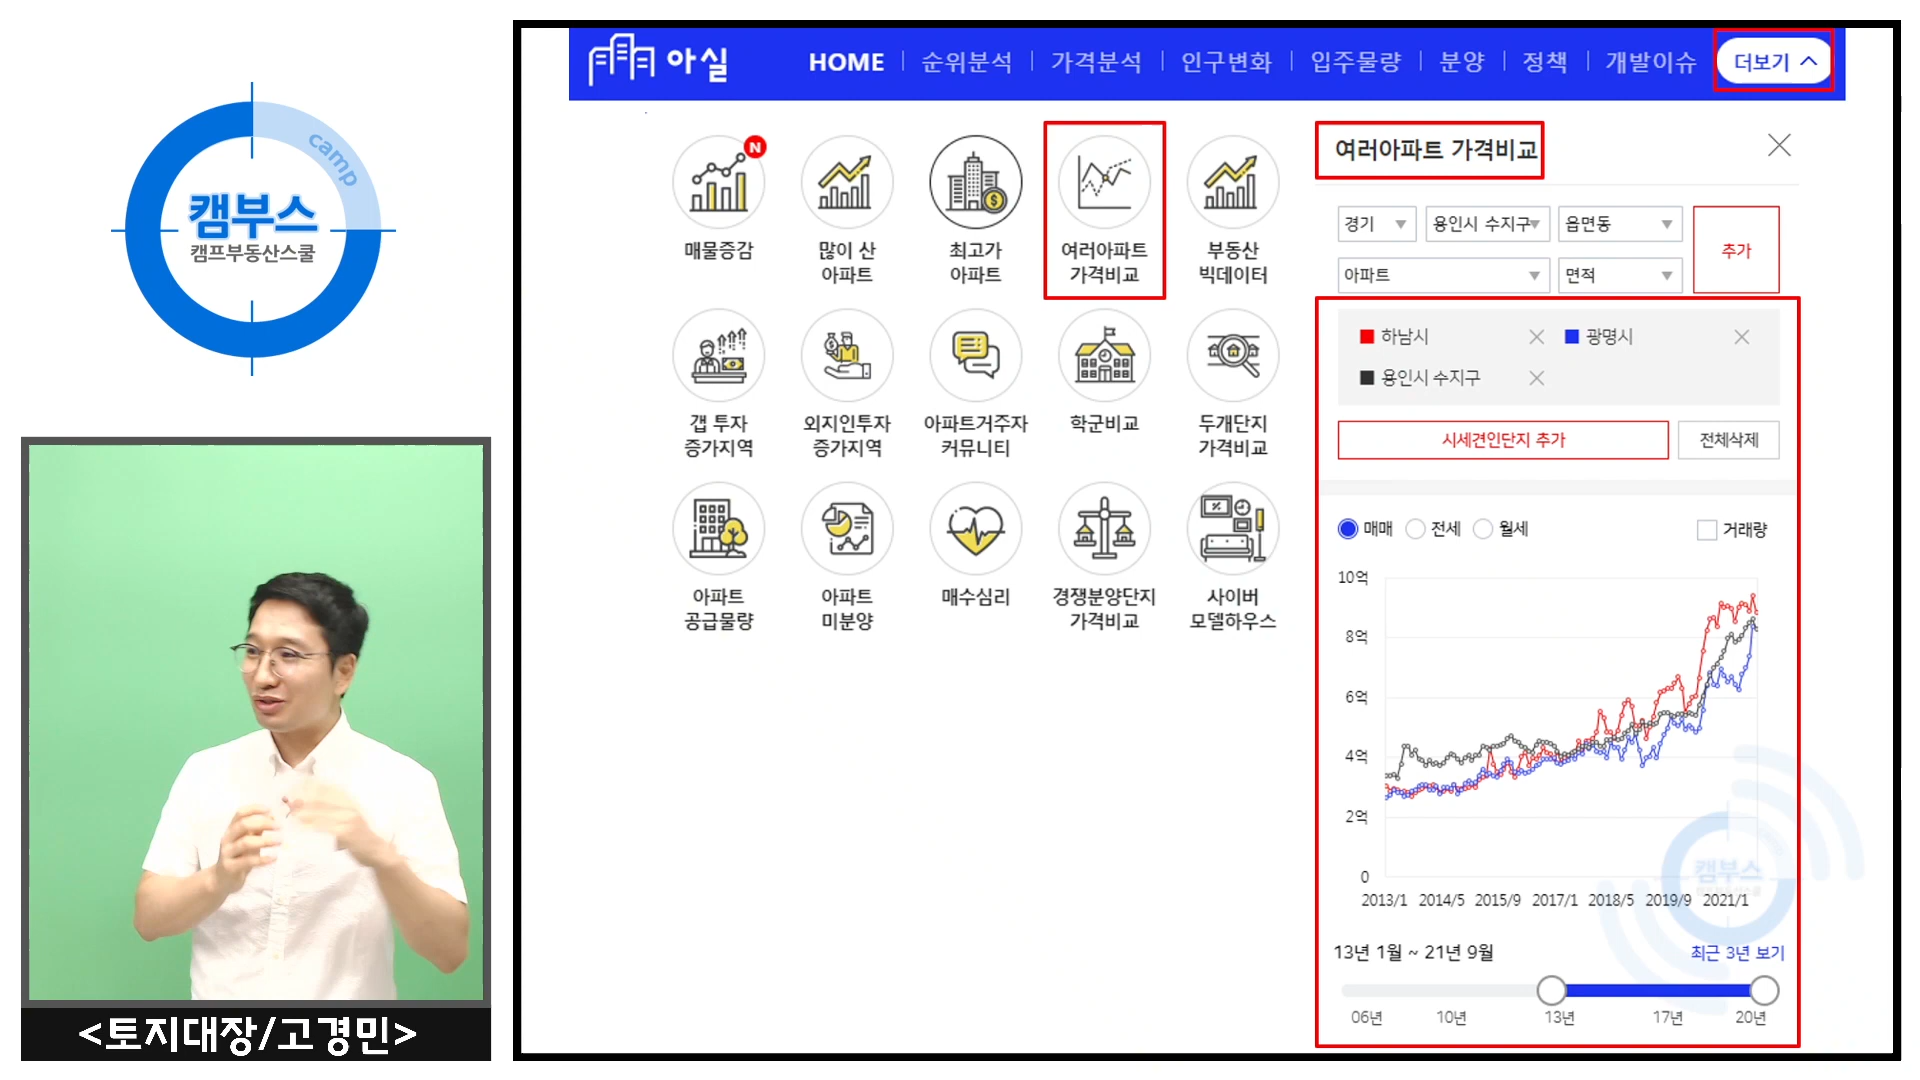 camp
캠부스
캠프부동산스쿨
<토지대장/고경민>
아실
HOME
순위분석
가격분석
인구변화
입주물량
분양
정책
개발이슈
더보기
N
매물증감
많이 산
아파트
최고가
아파트
여러아파트
가격비교
부동산
빅데이터
갭 투자
증가지역
외지인투자
증가지역
아파트거주자
커뮤니티
학군비교
두개단지
가격비교
아파트
공급물량
아파트
미분양
매수심리
경쟁분양단지
가격비교
사이버
모델하우스
여러아파트 가격비교
경기
용인시 수지구
읍면동
아파트
면적
추가
하남시
광명시
용인시 수지구
시세견인단지 추가
전체삭제
매매
전세
월세
거래량
10억
8억
6억
4억
2억
0
2013/1
2014/5
2015/9
2017/1
2018/5
2019/9
2021/1
캠부스
13년 1월 ~ 21년 9월
최근 3년 보기
06년
10년
13년
17년
20년